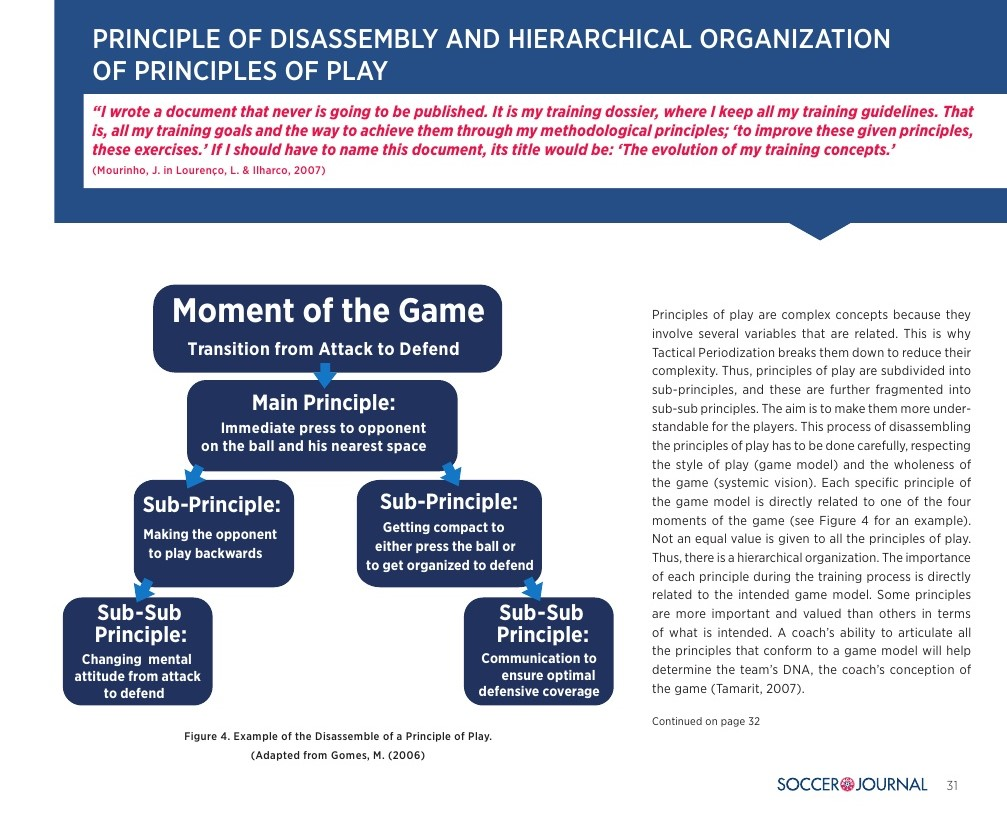 PRINCIPLE OF DISASSEMBLY AND HIERARCHICAL ORGANIZATION
OF PRINCIPLES OF PLAY
“I wrote a document that never is going to be published. It is my training dossier, where I keep all my training guidelines. That
is, all my training goals and the way to achieve them through my methodological principles; ‘to improve these given principles,
these exercises.’ If I should have to name this document, its title would be: ‘The evolution of my training concepts.’
(Mourinho, J. in Lourenço, L. & Ilharco, 2007)
Moment of the Game
Transition from Attack to Defend
Main Principle:
Immediate press to opponent
on the ball and his nearest space
Sub-Principle:
Making the opponent
to play backwards
Sub-Principle:
Getting compact to
either press the ball or
to get organized to defend
Sub-Sub
Principle:
Changing mental
attitude from attack
to defend
Sub-Sub
Principle:
Communication to
ensure optimal
defensive coverage
Figure 4. Example of the Disassemble of a Principle of Play.
(Adapted from Gomes, M. (2006)
Principles of play are complex concepts because they
involve several variables that are related. This is why
Tactical Periodization breaks them down to reduce their
complexity. Thus, principles of play are subdivided into
sub-principles, and these are further fragmented into
sub-sub principles. The aim is to make them more under-
standable for the players. This process of disassembling
the principles of play has to be done carefully, respecting
the style of play (game model) and the wholeness of
the game (systemic vision). Each specific principle of
the game model is directly related to one of the four
moments of the game (see Figure 4 for an example).
Not an equal value is given to all the principles of play.
Thus, there is a hierarchical organization. The importance
of each principle during the training process is directly
related to the intended game model. Some principles
are more important and valued than others in terms
of what is intended. A coach’s ability to articulate all
the principles that conform to a game model will help
determine the team’s DNA, the coach’s conception of
the game (Tamarit, 2007).
Continued on page 32
SOCCER JOURNAL 31